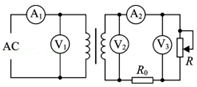 A₁ A₂
AC V₁ V₂ V₃ R
R₀